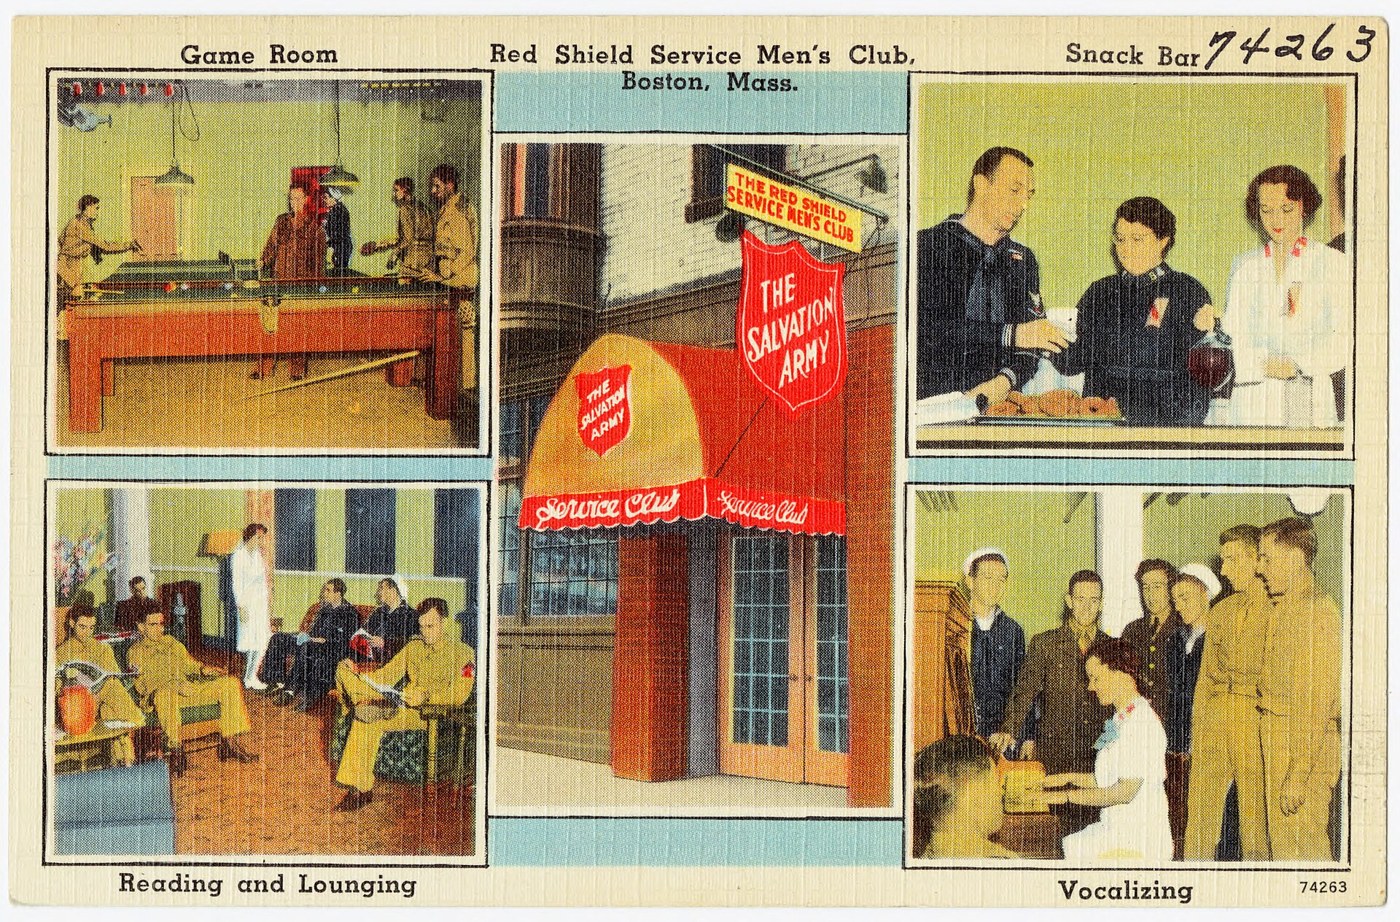 Game Room
Red Shield Service Men's Club,
Boston, Mass.
Snack Bar
74263
THE RED SHIELD
SERVICE MEN'S CLUB
THE
SALVATION
ARMY
THE
SALVATION
ARMY
Service Club
Service Club
Reading and Lounging
Vocalizing
74263